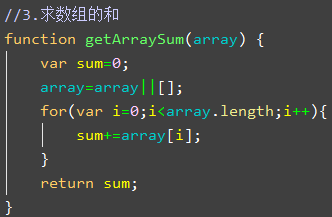 //3.求数组的和
function getArraySum(array) {
    var sum=0;
    array=array||[];
    for(var i=0;i<array.length;i++){
        sum+=array[i];
    }
    return sum;
}